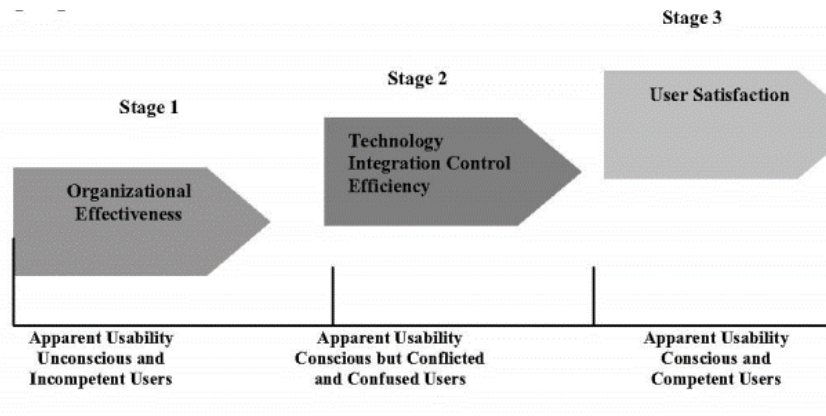 Stage 3
Stage 2
Stage 1
User Satisfaction
Technology
Integration Control
Efficiency
Organizational
Effectiveness
Apparent Usability
Unconscious and
Incompetent Users
Apparent Usability
Conscious but Conflicted
and Confused Users
Apparent Usability
Conscious and
Competent Users